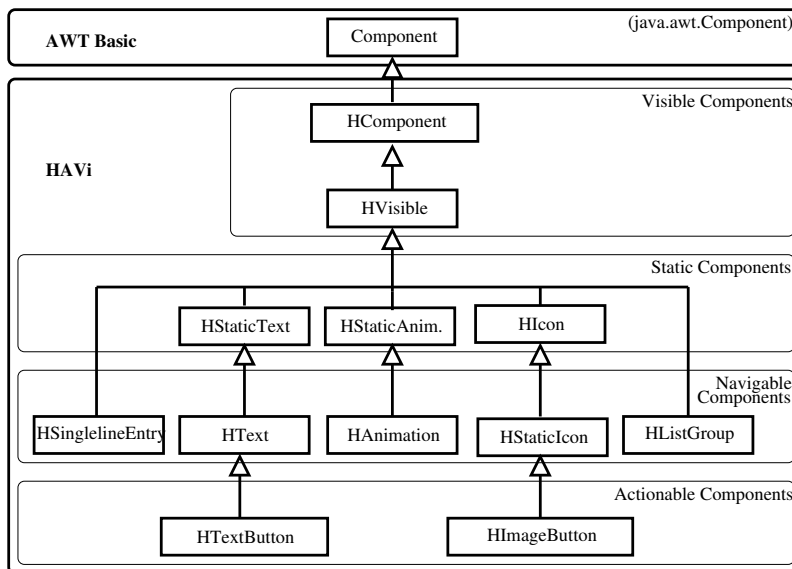 (java.awt.Component)
AWT Basic
Component
Visible Components
HComponent
HAVi
HVisible
Static Components
HStaticText
HStaticAnim.
HIcon
Navigable
Components
HSinglelineEntry
HText
HAnimation
HStaticIcon
HListGroup
Actionable Components
HTextButton
HImageButton